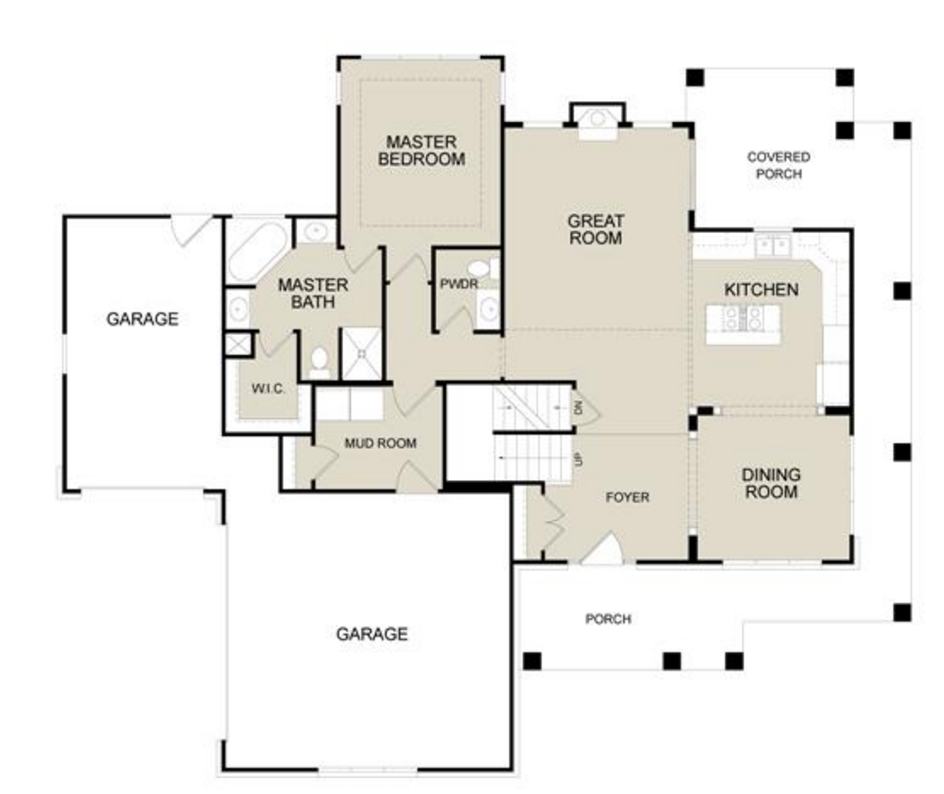 MASTER
BEDROOM
COVERED
PORCH
GREAT
ROOM
MASTER
BATH
PWDR
KITCHEN
GARAGE
W.I.C.
DN
MUD ROOM
UP
DINING
ROOM
FOYER
PORCH
GARAGE